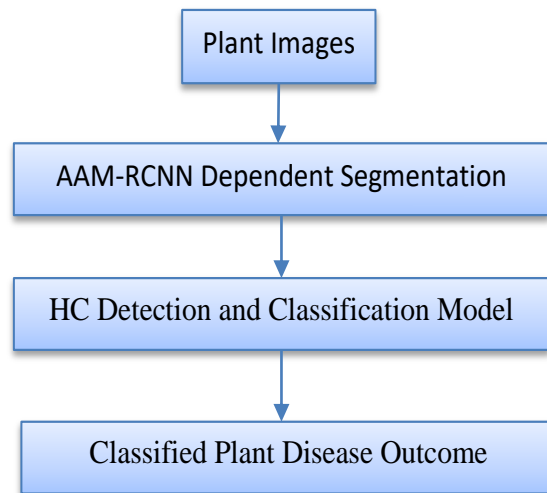 Plant Images
AAM-RCNN Dependent Segmentation
HC Detection and Classification Model
Classified Plant Disease Outcome